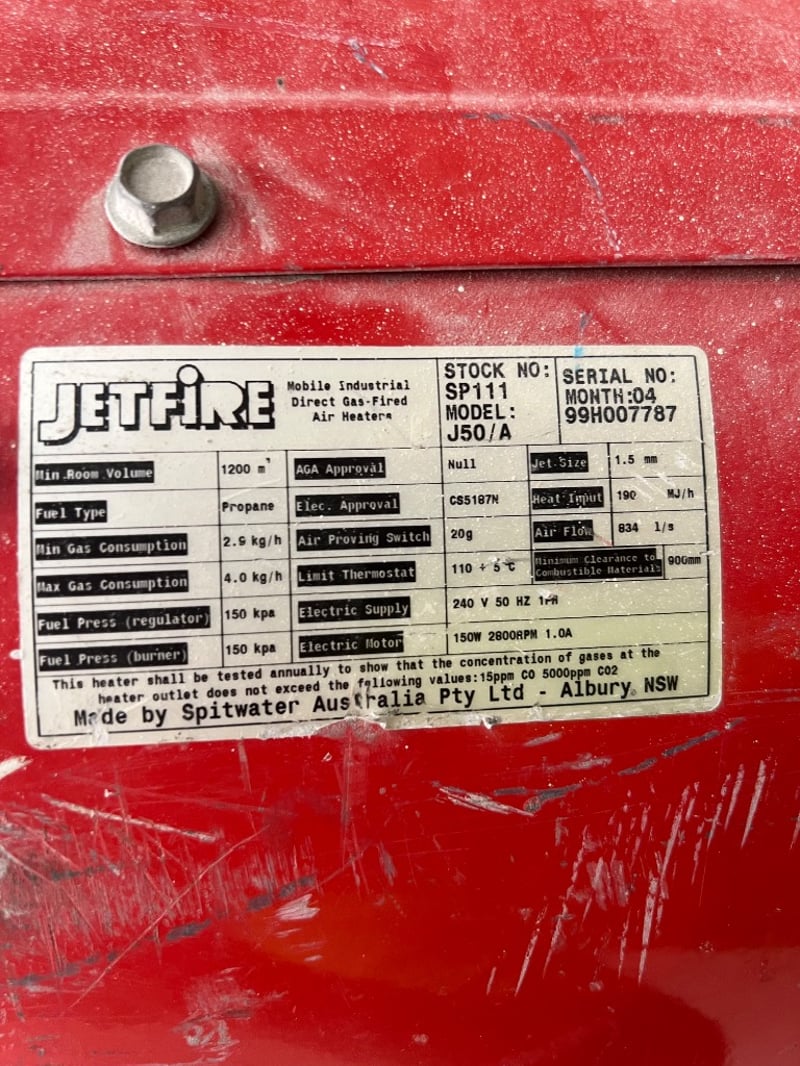 JETFiRE
Mobile Industrial
Direct Gas-Fired
Air Heaters
STOCK NO:
SP111
MODEL:
J50/A
SERIAL NO:
MONTH:04
99H007787
Min.Room Volume 1200 m³ AGA Approval Null Jet Size 1.5 mm
Fuel Type Propane Elec. Approval CS5187N Heat Input 190 MJ/h
Min Gas Consumption 2.9 kg/h Air Proving Switch 20g Air Flow 834 l/s
Max Gas Consumption 4.0 kg/h Limit Thermostat 110 + 5 °C Minimum Clearance to Combustible Materials 900mm
Fuel Press (regulator) 150 kpa Electric Supply 240 V 50 HZ 1PH
Fuel Press (burner) 150 kpa Electric Motor 150W 2800RPM 1.0A
This heater shall be tested annually to show that the concentration of gases at the
heater outlet does not exceed the following values:15ppm CO 5000ppm CO2
Made by Spitwater Australia Pty Ltd - Albury. NSW